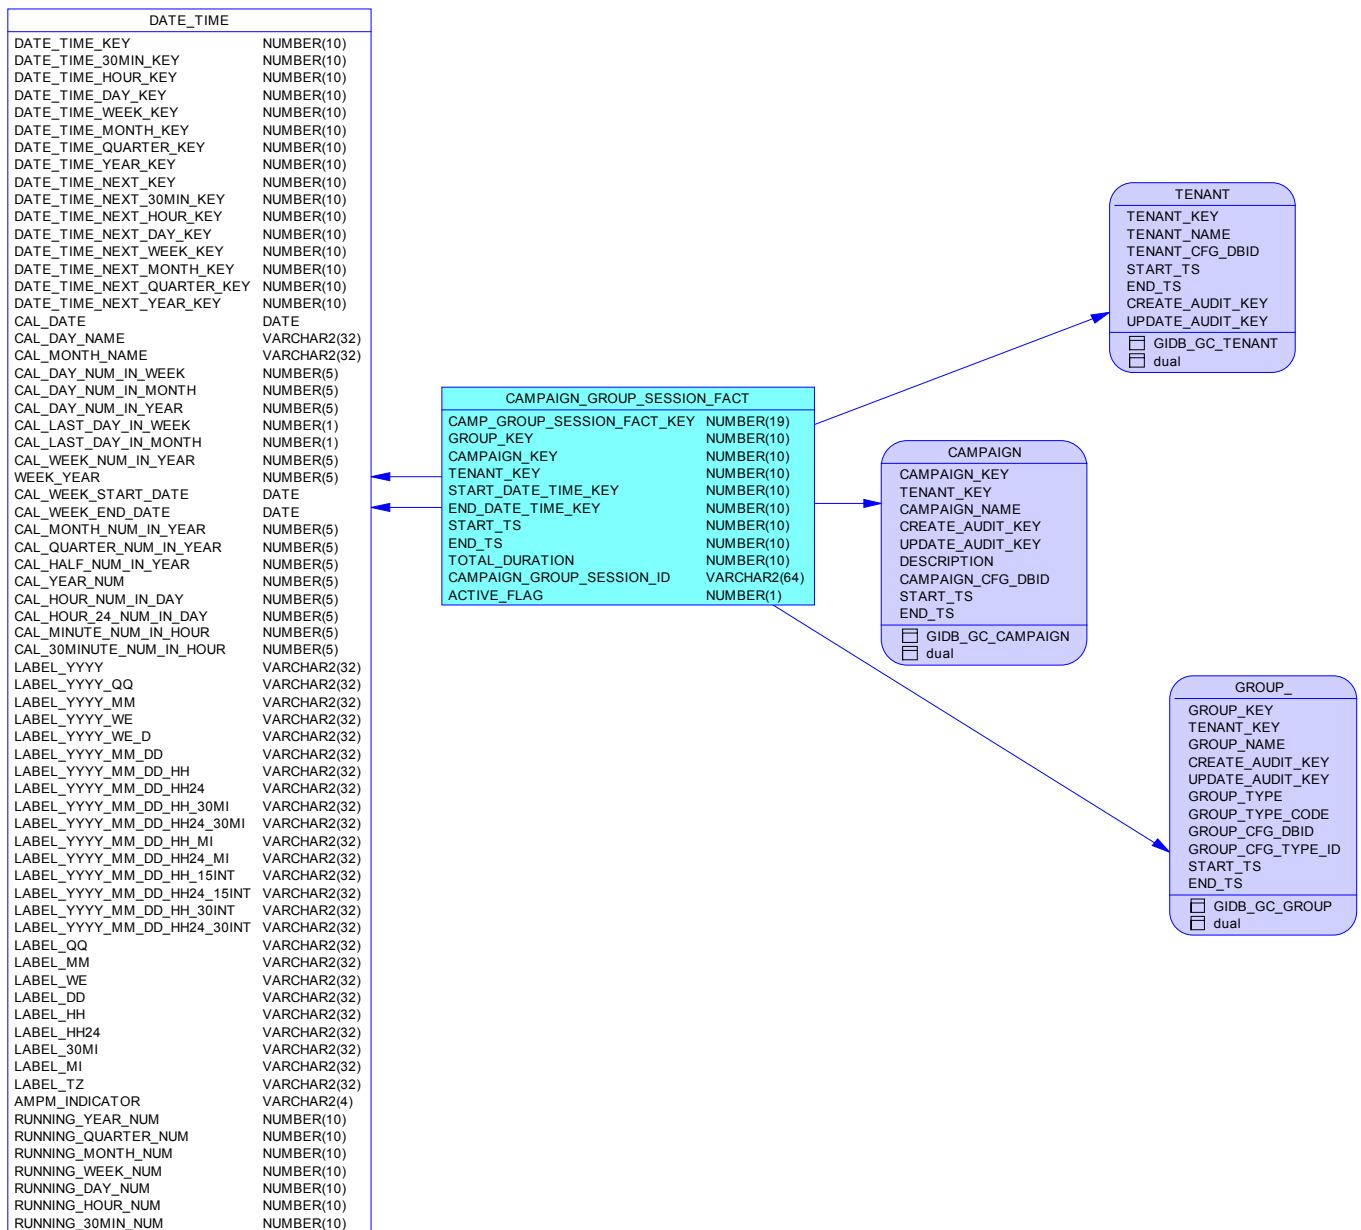 DATE_TIME
DATE_TIME_KEY NUMBER(10)
DATE_TIME_30MIN_KEY NUMBER(10)
DATE_TIME_HOUR_KEY NUMBER(10)
DATE_TIME_DAY_KEY NUMBER(10)
DATE_TIME_WEEK_KEY NUMBER(10)
DATE_TIME_MONTH_KEY NUMBER(10)
DATE_TIME_QUARTER_KEY NUMBER(10)
DATE_TIME_YEAR_KEY NUMBER(10)
DATE_TIME_NEXT_KEY NUMBER(10)
DATE_TIME_NEXT_30MIN_KEY NUMBER(10)
DATE_TIME_NEXT_HOUR_KEY NUMBER(10)
DATE_TIME_NEXT_DAY_KEY NUMBER(10)
DATE_TIME_NEXT_WEEK_KEY NUMBER(10)
DATE_TIME_NEXT_MONTH_KEY NUMBER(10)
DATE_TIME_NEXT_QUARTER_KEY NUMBER(10)
DATE_TIME_NEXT_YEAR_KEY NUMBER(10)
CAL_DATE DATE
CAL_DAY_NAME VARCHAR2(32)
CAL_MONTH_NAME VARCHAR2(32)
CAL_DAY_NUM_IN_WEEK NUMBER(5)
CAL_DAY_NUM_IN_MONTH NUMBER(5)
CAL_DAY_NUM_IN_YEAR NUMBER(5)
CAL_LAST_DAY_IN_WEEK NUMBER(1)
CAL_LAST_DAY_IN_MONTH NUMBER(1)
CAL_WEEK_NUM_IN_YEAR NUMBER(5)
WEEK_YEAR NUMBER(5)
CAL_WEEK_START_DATE DATE
CAL_WEEK_END_DATE DATE
CAL_MONTH_NUM_IN_YEAR NUMBER(5)
CAL_QUARTER_NUM_IN_YEAR NUMBER(5)
CAL_HALF_NUM_IN_YEAR NUMBER(5)
CAL_YEAR_NUM NUMBER(5)
CAL_HOUR_NUM_IN_DAY NUMBER(5)
CAL_HOUR_24_NUM_IN_DAY NUMBER(5)
CAL_MINUTE_NUM_IN_HOUR NUMBER(5)
CAL_30MINUTE_NUM_IN_HOUR NUMBER(5)
LABEL_YYYY VARCHAR2(32)
LABEL_YYYY_QQ VARCHAR2(32)
LABEL_YYYY_MM VARCHAR2(32)
LABEL_YYYY_WE VARCHAR2(32)
LABEL_YYYY_WE_D VARCHAR2(32)
LABEL_YYYY_MM_DD VARCHAR2(32)
LABEL_YYYY_MM_DD_HH VARCHAR2(32)
LABEL_YYYY_MM_DD_HH24 VARCHAR2(32)
LABEL_YYYY_MM_DD_HH_30MI VARCHAR2(32)
LABEL_YYYY_MM_DD_HH24_30MI VARCHAR2(32)
LABEL_YYYY_MM_DD_HH_MI VARCHAR2(32)
LABEL_YYYY_MM_DD_HH24_MI VARCHAR2(32)
LABEL_YYYY_MM_DD_HH_15INT VARCHAR2(32)
LABEL_YYYY_MM_DD_HH24_15INT VARCHAR2(32)
LABEL_YYYY_MM_DD_HH_30INT VARCHAR2(32)
LABEL_YYYY_MM_DD_HH24_30INT VARCHAR2(32)
LABEL_QQ VARCHAR2(32)
LABEL_MM VARCHAR2(32)
LABEL_WE VARCHAR2(32)
LABEL_DD VARCHAR2(32)
LABEL_HH VARCHAR2(32)
LABEL_HH24 VARCHAR2(32)
LABEL_30MI VARCHAR2(32)
LABEL_MI VARCHAR2(32)
LABEL_TZ VARCHAR2(32)
AMPM_INDICATOR VARCHAR2(4)
RUNNING_YEAR_NUM NUMBER(10)
RUNNING_QUARTER_NUM NUMBER(10)
RUNNING_MONTH_NUM NUMBER(10)
RUNNING_WEEK_NUM NUMBER(10)
RUNNING_DAY_NUM NUMBER(10)
RUNNING_HOUR_NUM NUMBER(10)
RUNNING_30MIN_NUM NUMBER(10)
CAMPAIGN_GROUP_SESSION_FACT
CAMP_GROUP_SESSION_FACT_KEY NUMBER(19)
GROUP_KEY NUMBER(10)
CAMPAIGN_KEY NUMBER(10)
TENANT_KEY NUMBER(10)
START_DATE_TIME_KEY NUMBER(10)
END_DATE_TIME_KEY NUMBER(10)
START_TS NUMBER(10)
END_TS NUMBER(10)
TOTAL_DURATION NUMBER(10)
CAMPAIGN_GROUP_SESSION_ID VARCHAR2(64)
ACTIVE_FLAG NUMBER(1)
TENANT
TENANT_KEY
TENANT_NAME
TENANT_CFG_DBID
START_TS
END_TS
CREATE_AUDIT_KEY
UPDATE_AUDIT_KEY
GIDB_GC_TENANT
dual
CAMPAIGN
CAMPAIGN_KEY
TENANT_KEY
CAMPAIGN_NAME
CREATE_AUDIT_KEY
UPDATE_AUDIT_KEY
DESCRIPTION
CAMPAIGN_CFG_DBID
START_TS
END_TS
GIDB_GC_CAMPAIGN
dual
GROUP_
GROUP_KEY
TENANT_KEY
GROUP_NAME
CREATE_AUDIT_KEY
UPDATE_AUDIT_KEY
GROUP_TYPE
GROUP_TYPE_CODE
GROUP_CFG_DBID
GROUP_CFG_TYPE_ID
START_TS
END_TS
GIDB_GC_GROUP
dual